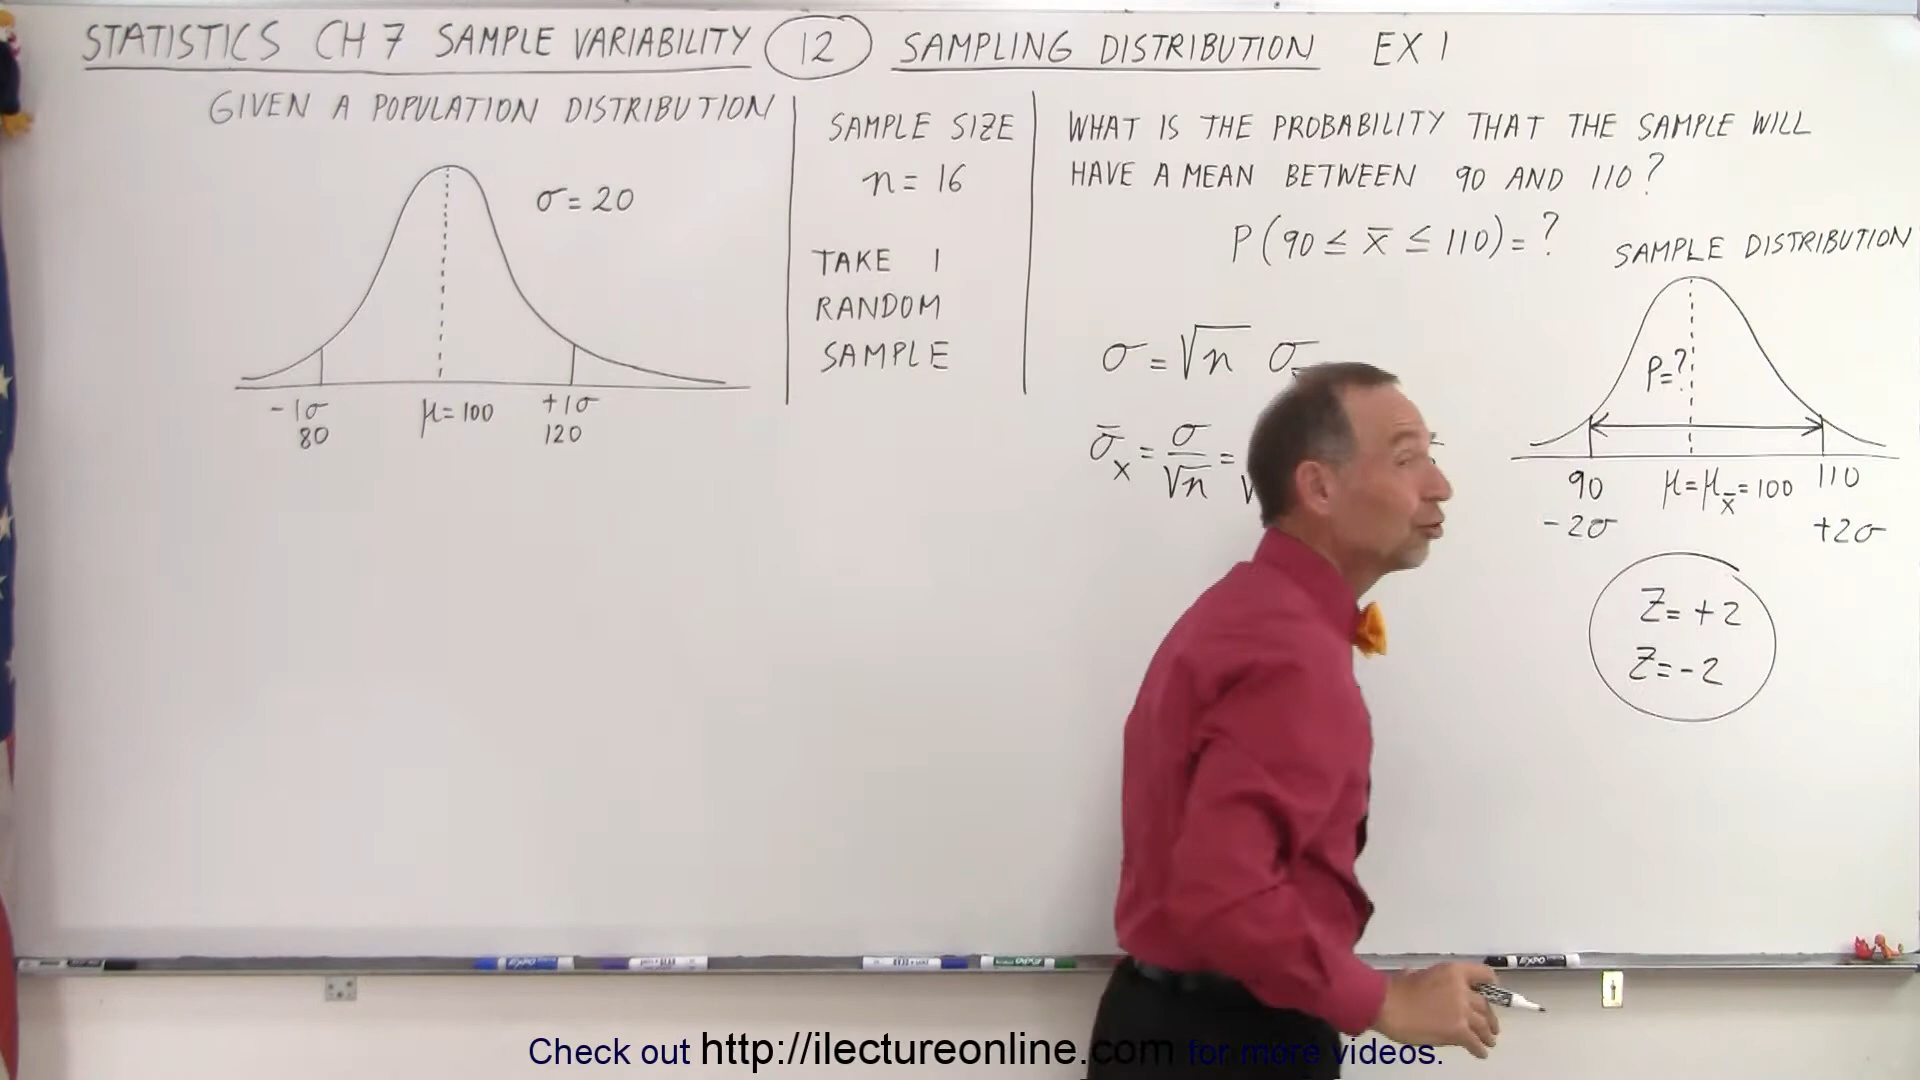 STATISTICS CH 7 SAMPLE VARIABILITY 12 SAMPLING DISTRIBUTION EX 1
GIVEN A POPULATION DISTRIBUTION
σ = 20
-1σ
80
μ = 100
+1σ
120
SAMPLE SIZE
n = 16
TAKE 1
RANDOM
SAMPLE
WHAT IS THE PROBABILITY THAT THE SAMPLE WILL
HAVE A MEAN BETWEEN 90 AND 110?
P(90 ≤ x̄ ≤ 110) = ?
σ = √n σ
σ̄x = σ/√n =
SAMPLE DISTRIBUTION
P=?
90
-2σ
μ = μx̄ = 100
110
+2σ
Z = +2
Z = -2
EXPO
Check out http://ilectureonline.com for more videos.